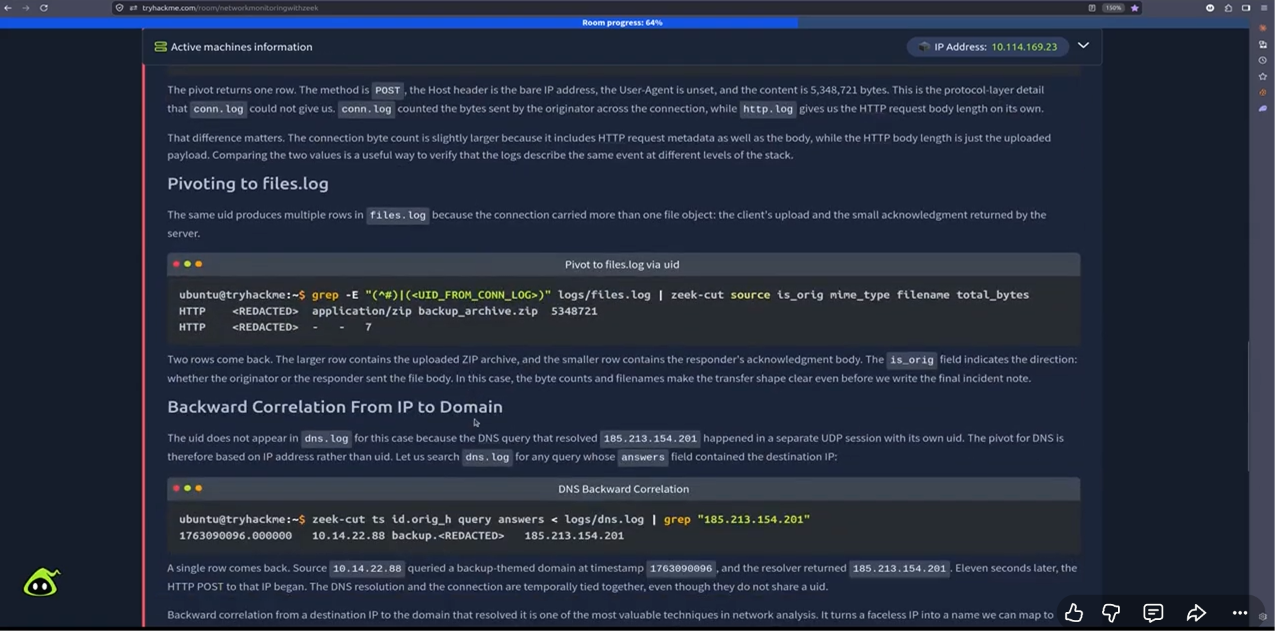 tryhackme.com/room/networkmonitoringwithzeek
150%
Room progress: 64%
Active machines information
IP Address: 10.114.169.23
The pivot returns one row. The method is POST, the Host header is the bare IP address, the User-Agent is unset, and the content is 5,348,721 bytes. This is the protocol-layer detail
that conn.log could not give us. conn.log counted the bytes sent by the originator across the connection, while http.log gives us the HTTP request body length on its own.
That difference matters. The connection byte count is slightly larger because it includes HTTP request metadata as well as the body, while the HTTP body length is just the uploaded
payload. Comparing the two values is a useful way to verify that the logs describe the same event at different levels of the stack.
Pivoting to files.log
The same uid produces multiple rows in files.log because the connection carried more than one file object: the client's upload and the small acknowledgment returned by the
server.
Pivot to files.log via uid
ubuntu@tryhackme:~$ grep -E "(^#)|(<UID_FROM_CONN_LOG>)" logs/files.log | zeek-cut source is_orig mime_type filename total_bytes
HTTP <REDACTED> application/zip backup_archive.zip 5348721
HTTP <REDACTED> - - 7
Two rows come back. The larger row contains the uploaded ZIP archive, and the smaller row contains the responder's acknowledgment body. The is_orig field indicates the direction:
whether the originator or the responder sent the file body. In this case, the byte counts and filenames make the transfer shape clear even before we write the final incident note.
Backward Correlation From IP to Domain
The uid does not appear in dns.log for this case because the DNS query that resolved 185.213.154.201 happened in a separate UDP session with its own uid. The pivot for DNS is
therefore based on IP address rather than uid. Let us search dns.log for any query whose answers field contained the destination IP:
DNS Backward Correlation
ubuntu@tryhackme:~$ zeek-cut ts id.orig_h query answers < logs/dns.log | grep "185.213.154.201"
1763090096.000000 10.14.22.88 backup.<REDACTED> 185.213.154.201
A single row comes back. Source 10.14.22.88 queried a backup-themed domain at timestamp 1763090096, and the resolver returned 185.213.154.201. Eleven seconds later, the
HTTP POST to that IP began. The DNS resolution and the connection are temporally tied together, even though they do not share a uid.
Backward correlation from a destination IP to the domain that resolved it is one of the most valuable techniques in network analysis. It turns a faceless IP into a name we can map to